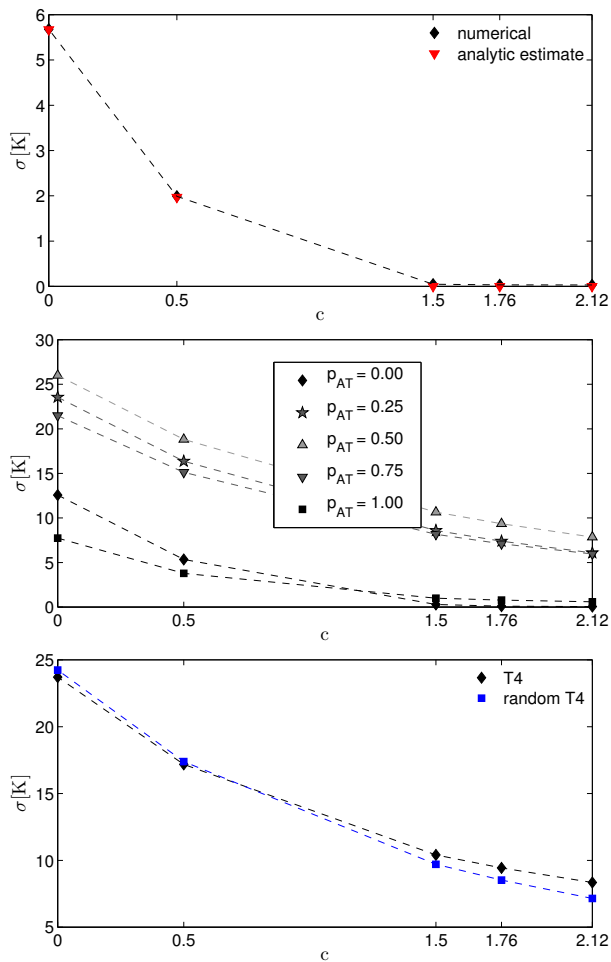 6
5
4
3
2
1
0
σ [K]
numerical
analytic estimate
0 0.5 1.5 1.76 2.12
c
30
25
20
15
10
5
0
σ [K]
p_AT = 0.00
p_AT = 0.25
p_AT = 0.50
p_AT = 0.75
p_AT = 1.00
0 0.5 1.5 1.76 2.12
c
25
20
15
10
5
σ [K]
T4
random T4
0 0.5 1.5 1.76 2.12
c